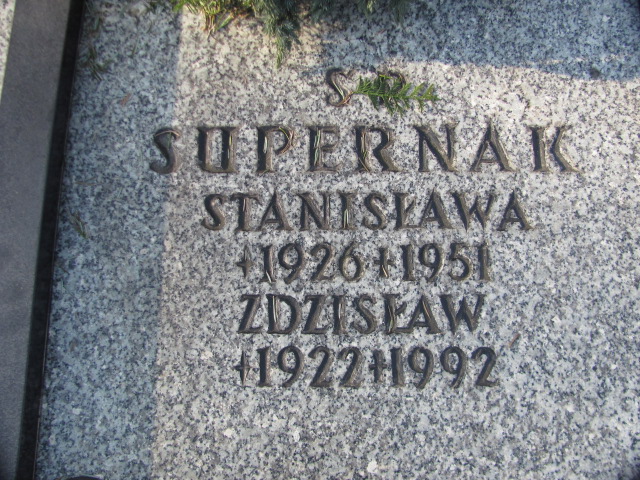 S P
SUPERNAK
STANISŁAWA
+1926+1951
ZDZISŁAW
+1922+1992